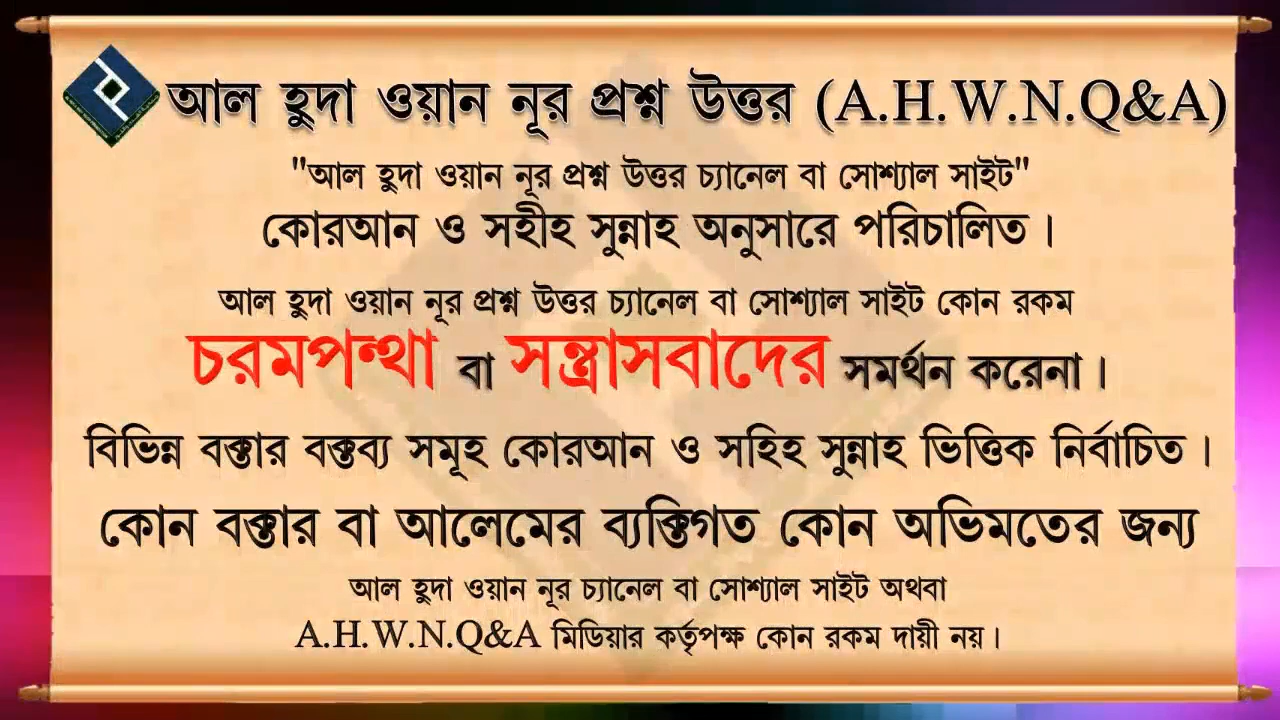 আল হুদা ওয়ান নূর প্রশ্ন উত্তর (A.H.W.N.Q&A)
"আল হুদা ওয়ান নূর প্রশ্ন উত্তর চ্যানেল বা সোশ্যাল সাইট"
কোরআন ও সহীহ সুন্নাহ অনুসারে পরিচালিত।
আল হুদা ওয়ান নূর প্রশ্ন উত্তর চ্যানেল বা সোশ্যাল সাইট কোন রকম
চরমপন্থা বা সন্ত্রাসবাদের সমর্থন করেনা।
বিভিন্ন বক্তার বক্তব্য সমূহ কোরআন ও সহিহ সুন্নাহ ভিত্তিক নির্বাচিত।
কোন বক্তার বা আলেমের ব্যক্তিগত কোন অভিমতের জন্য
আল হুদা ওয়ান নূর চ্যানেল বা সোশ্যাল সাইট অথবা
A.H.W.N.Q&A মিডিয়ার কর্তৃপক্ষ কোন রকম দায়ী নয়।